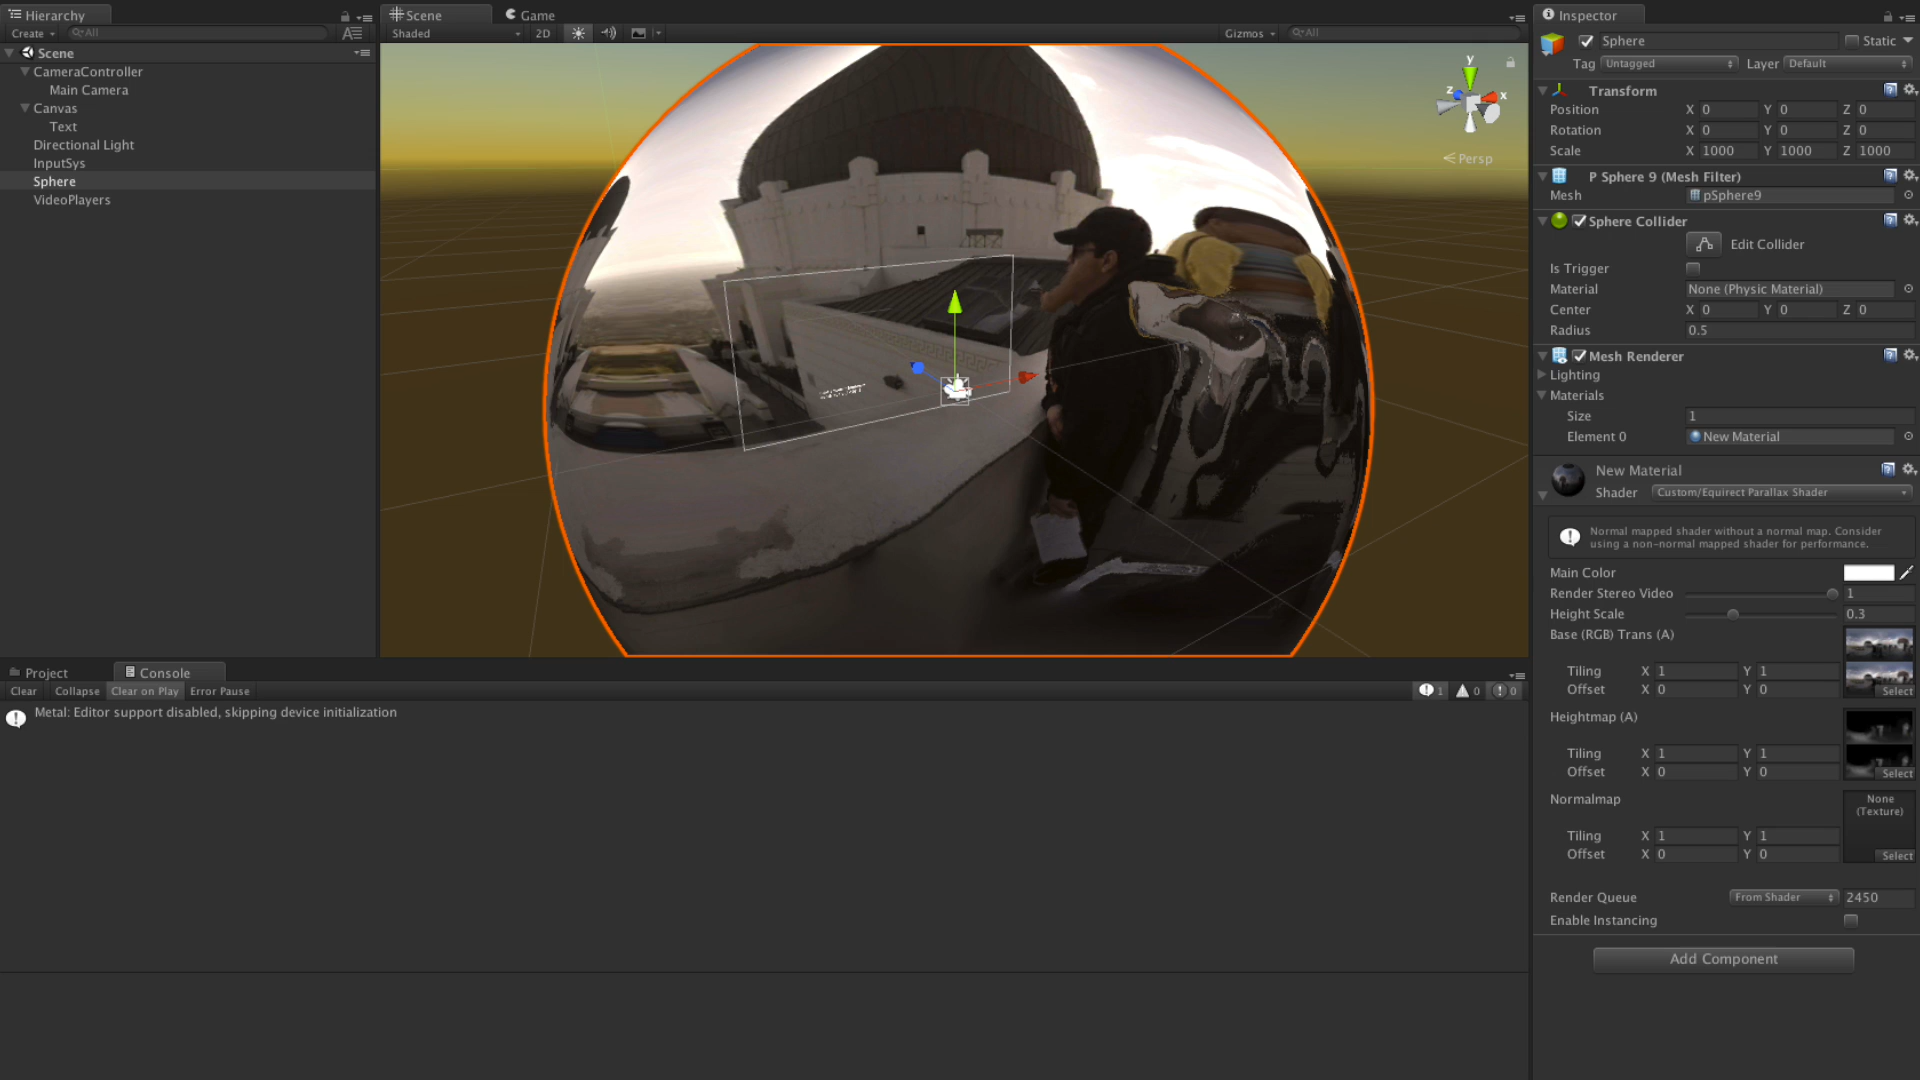 Hierarchy
Create
All
Scene
CameraController
Main Camera
Canvas
Text
Directional Light
InputSys
Sphere
VideoPlayers
Scene
Game
Shaded
2D
Gizmos
All
y
z
x
Persp
Project
Console
Clear
Collapse
Clear on Play
Error Pause
1
0
0
Metal: Editor support disabled, skipping device initialization
Inspector
Sphere
Static
Tag Untagged Layer Default
Transform
Position X 0 Y 0 Z 0
Rotation X 0 Y 0 Z 0
Scale X 1000 Y 1000 Z 1000
P Sphere 9 (Mesh Filter)
Mesh pSphere9
Sphere Collider
Edit Collider
Is Trigger
Material None (Physic Material)
Center X 0 Y 0 Z 0
Radius 0.5
Mesh Renderer
Lighting
Materials
Size 1
Element 0 New Material
New Material
Shader Custom/Equirect Parallax Shader
Normal mapped shader without a normal map. Consider
using a non-normal mapped shader for performance.
Main Color
Render Stereo Video 1
Height Scale 0.3
Base (RGB) Trans (A)
Tiling X 1 Y 1
Offset X 0 Y 0
Select
Heightmap (A)
Tiling X 1 Y 1
Offset X 0 Y 0
Select
Normalmap
None
(Texture)
Tiling X 1 Y 1
Offset X 0 Y 0
Select
Render Queue From Shader 2450
Enable Instancing
Add Component